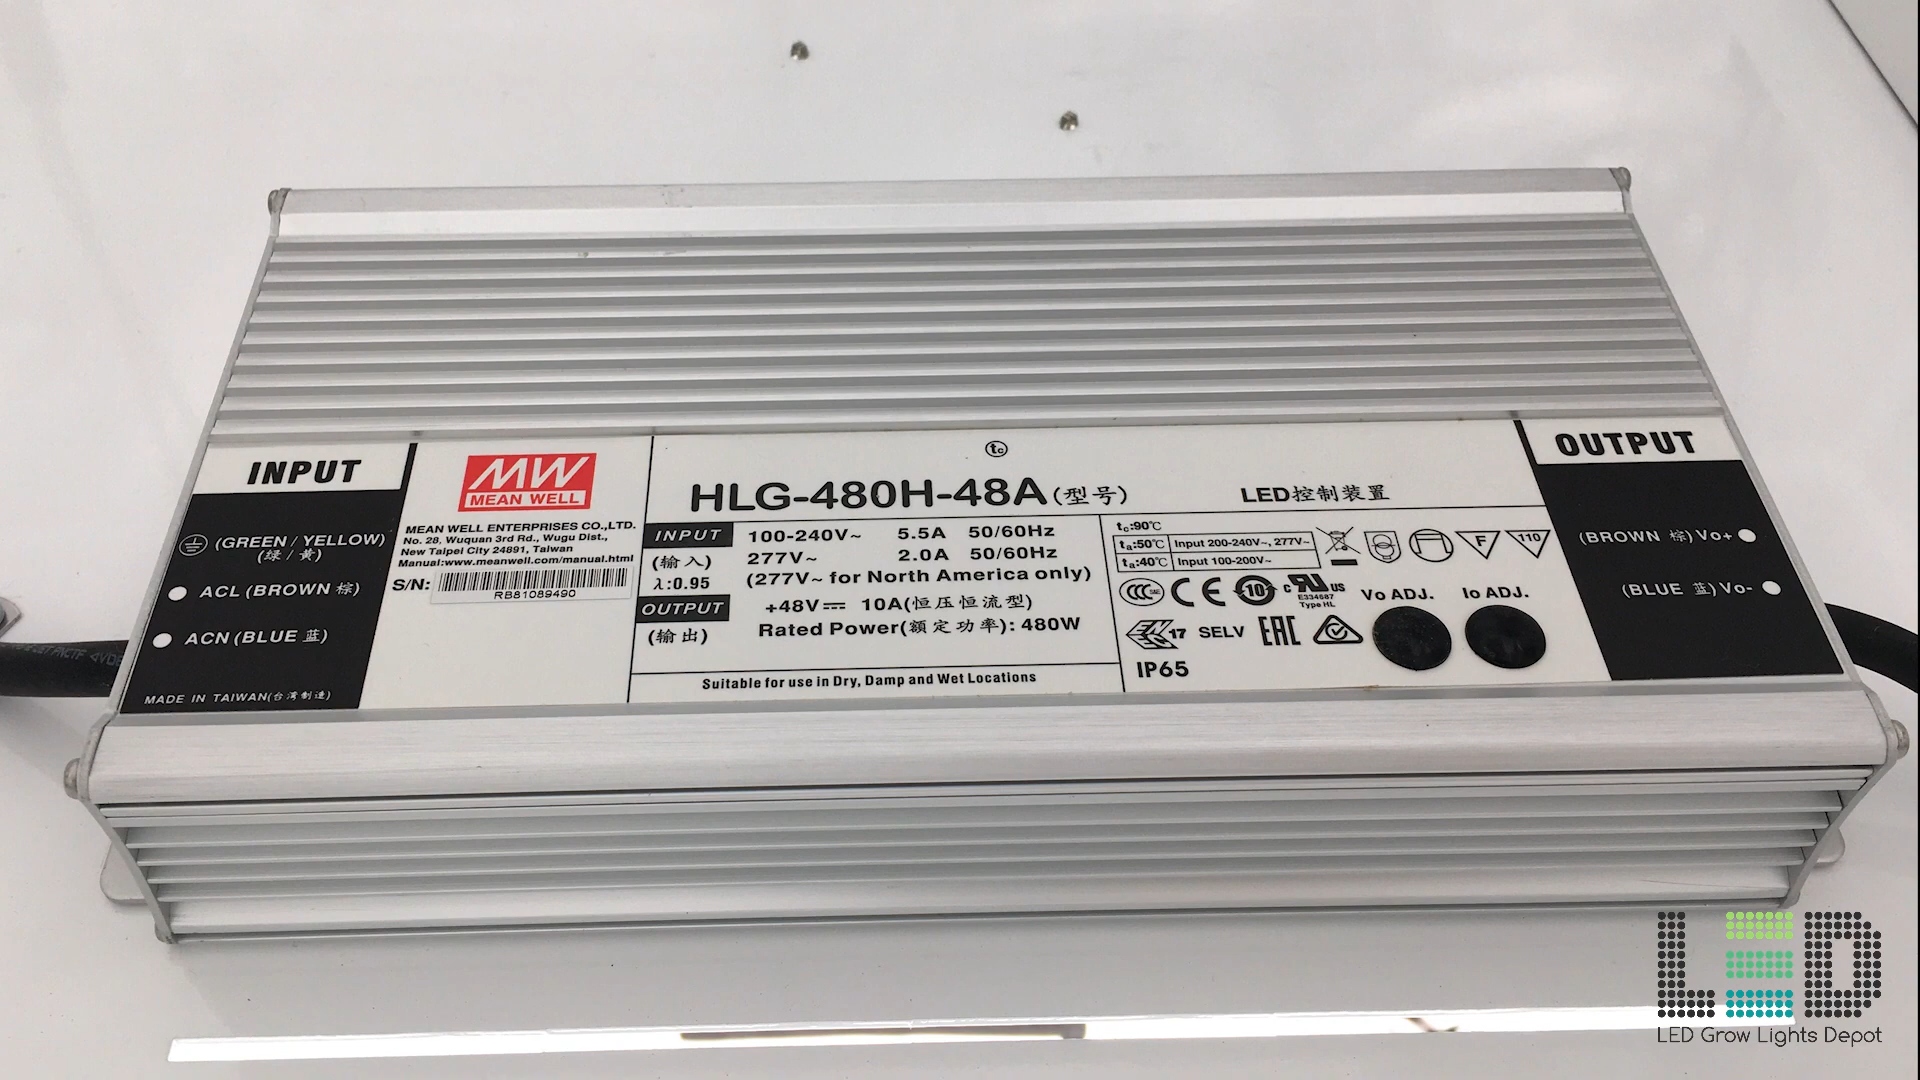 INPUT
(GREEN / YELLOW)
(绿 / 黄)
ACL (BROWN 棕)
ACN (BLUE 蓝)
MADE IN TAIWAN(台湾制造)
MW
MEAN WELL
MEAN WELL ENTERPRISES CO.,LTD.
No. 28, Wuquan 3rd Rd., Wugu Dist.,
New Taipei City 24891, Taiwan
Manual:www.meanwell.com/manual.html
S/N:
RB81089490
tc
HLG-480H-48A(型号)
LED控制装置
INPUT 100-240V~ 5.5A 50/60Hz
(输入) 277V~ 2.0A 50/60Hz
λ:0.95 (277V~ for North America only)
OUTPUT +48V⎓ 10A(恒压恒流型)
(输出) Rated Power(額定功率): 480W
Suitable for use in Dry, Damp and Wet Locations
tc:90℃
ta:50℃ Input 200-240V~, 277V~
ta:40℃ Input 100-200V~
F
110
CCC S&E CE 10 c RU US
E334687
Type HL
17 SELV EAC
IP65
Vo ADJ. Io ADJ.
OUTPUT
(BROWN 棕) Vo+
(BLUE 蓝) Vo-
LED
LED Grow Lights Depot